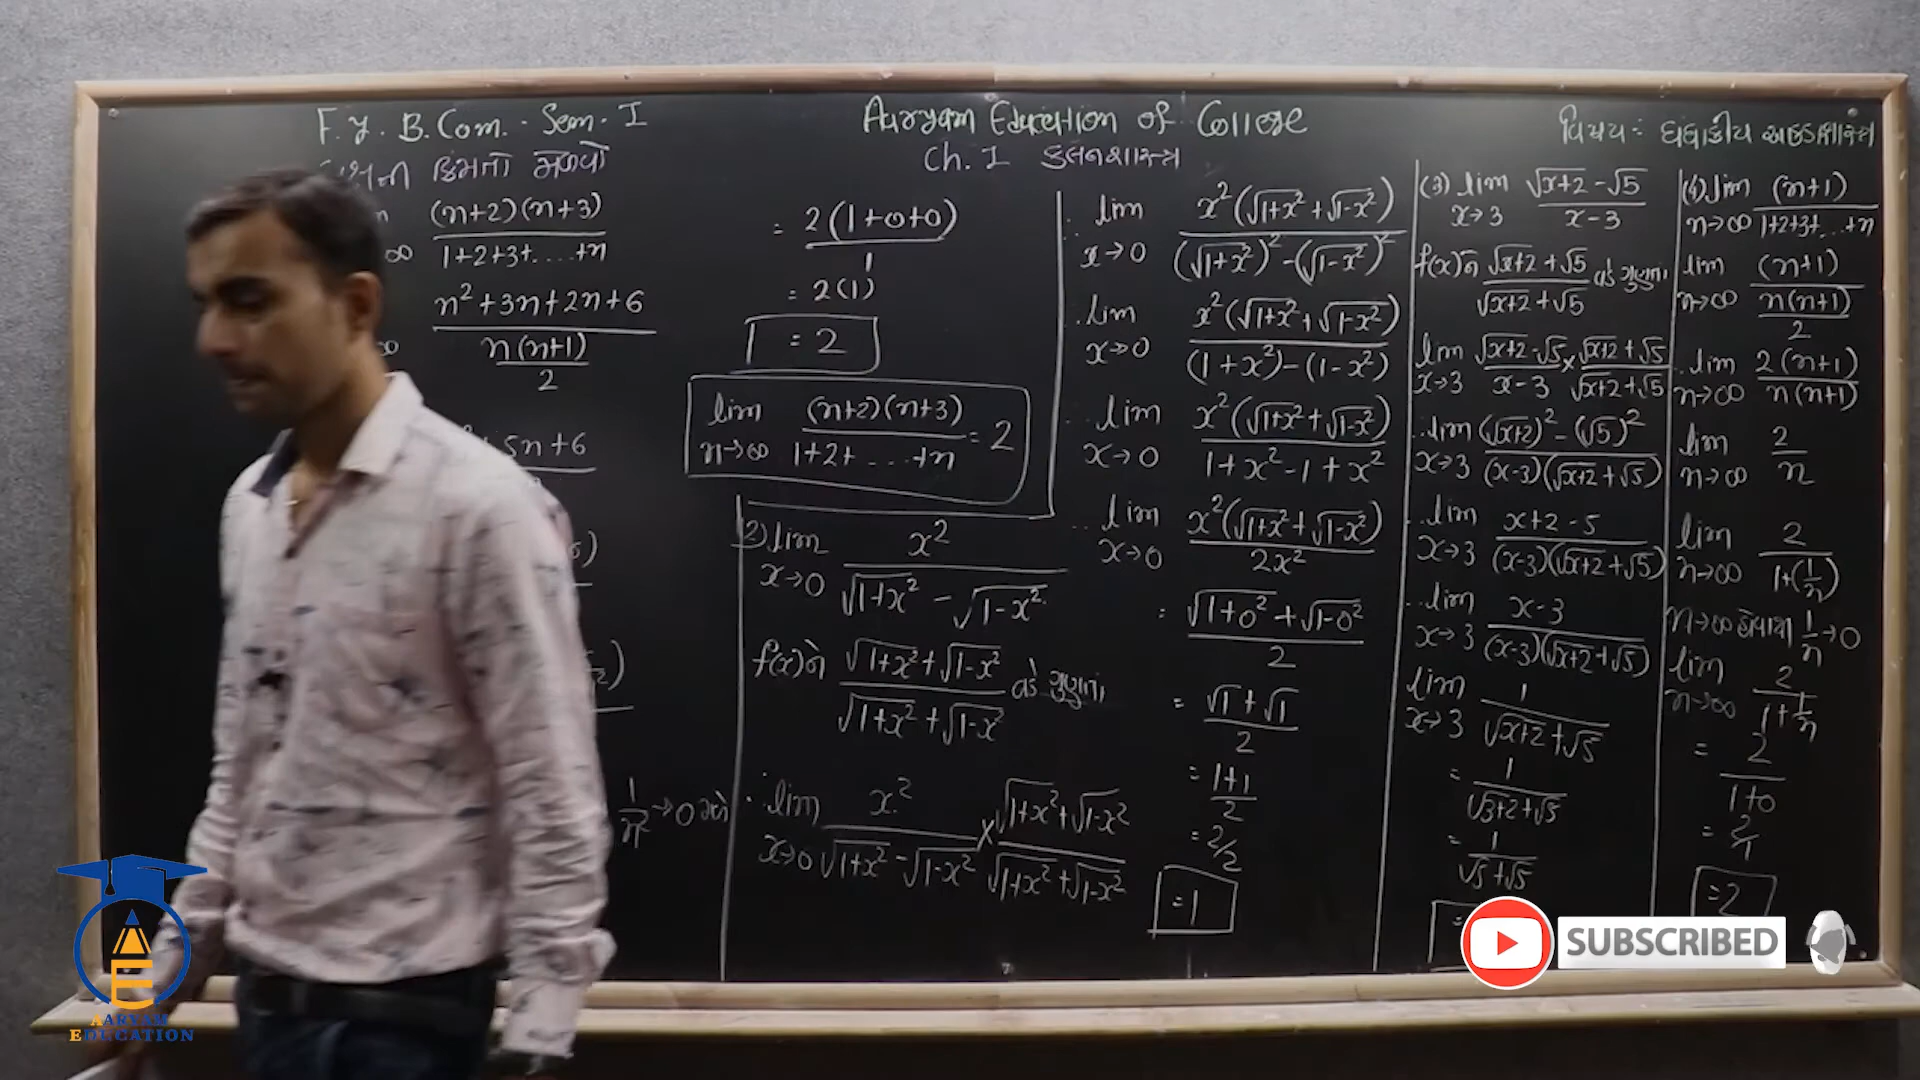 F. Y. B. Com. - Sem. I
Aaryam Education of College
વિષય:- ધંધાકીય
કિંમતો મેળવો
Ch. I કલનશાસ્ત્ર
(n+2)(n+3)
∞ 1+2+3+....+n
n²+3n+2n+6
∞ n(n+1)
2
5n+6
1/n → 0
= 2(1+0+0)
1
= 2(1)
= 2
lim (n+2)(n+3)
n→∞ 1+2+...+n = 2
2) lim x²
x→0 √1+x² - √1-x²
f(x)ને √1+x² + √1-x² વડે ગુણતા
√1+x² + √1-x²
∴ lim x² × √1+x² + √1-x²
x→0 √1+x² - √1-x² √1+x² + √1-x²
∴ lim x²(√1+x² + √1-x²)
x→0 (√1+x²)² - (√1-x²)²
∴ lim x²(√1+x² + √1-x²)
x→0 (1+x²)-(1-x²)
∴ lim x²(√1+x² + √1-x²)
x→0 1+x²-1+x²
∴ lim x²(√1+x² + √1-x²)
x→0 2x²
= √1+0² + √1-0²
2
= √1+√1
2
= 1+1
2
= 2/2
= 1
(3) lim √x+2 - √5
x→3 x-3
f(x)ને √x+2 + √5 વડે ગુણતા
√x+2 + √5
lim √x+2 - √5 × √x+2 + √5
x→3 x-3 √x+2 + √5
∴ lim (√x+2)² - (√5)²
x→3 (x-3)(√x+2 + √5)
∴ lim x+2-5
x→3 (x-3)(√x+2 + √5)
∴ lim x-3
x→3 (x-3)(√x+2 + √5)
lim 1
x→3 √x+2 + √5
= 1
√3+2 + √5
= 1
√5+√5
=
(4) lim (n+1)
n→∞ 1+2+3+...+n
lim (n+1)
n→∞ n(n+1)
2
∴ lim 2(n+1)
n→∞ n(n+1)
lim 2
n→∞ n
lim 2
n→∞ 1+(1/n)
n→∞ હોવાથી 1/n → 0
lim 2
n→∞ 1+1/n
= 2
1+0
= 2/1
= 2
AARYAM
EDUCATION
SUBSCRIBED